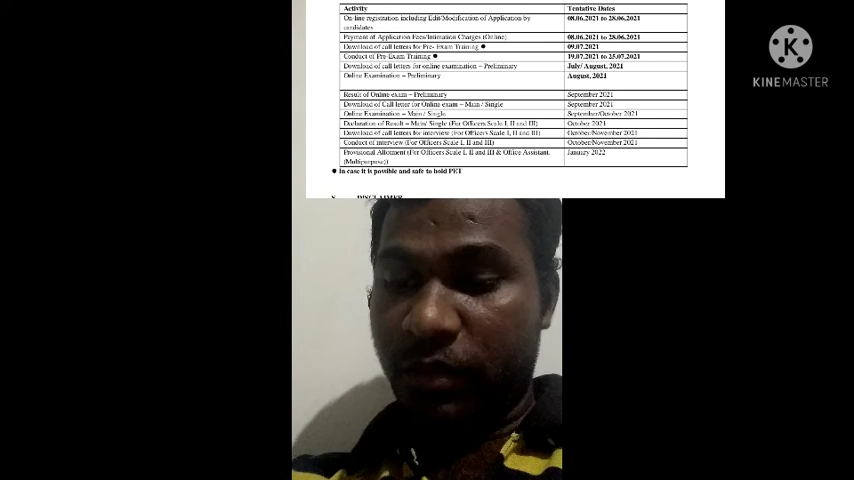 Activity Tentative Dates
On-line registration including Edit/Modification of Application by 08.06.2021 to 28.06.2021
candidates
Payment of Application Fees/Intimation Charges (Online) 08.06.2021 to 28.06.2021
Download of call letters for Pre- Exam Training ● 09.07.2021
Conduct of Pre-Exam Training ● 19.07.2021 to 25.07.2021
Download of call letters for online examination – Preliminary July/ August, 2021
Online Examination – Preliminary August, 2021
Result of Online exam – Preliminary September 2021
Download of Call letter for Online exam – Main / Single September 2021
Online Examination – Main / Single September/October 2021
Declaration of Result – Main/ Single (For Officers Scale I, II and III) October 2021
Download of call letters for interview (For Officers Scale I, II and III) October/November 2021
Conduct of interview (For Officers Scale I, II and III) October/November 2021
Provisional Allotment (For Officers Scale I, II and III & Office Assistant. January 2022
(Multipurpose))
● In case it is possible and safe to hold PET
K
KINEMASTER